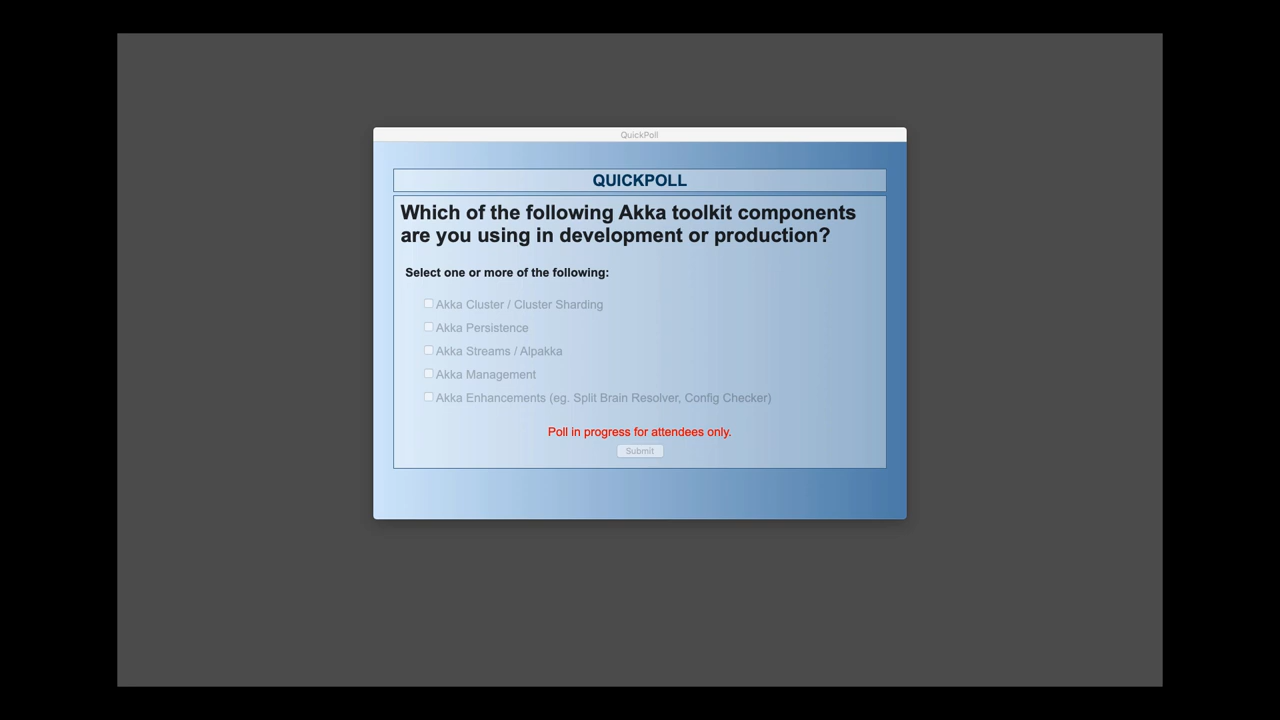 QuickPoll
QUICKPOLL
Which of the following Akka toolkit components
are you using in development or production?
Select one or more of the following:
Akka Cluster / Cluster Sharding
Akka Persistence
Akka Streams / Alpakka
Akka Management
Akka Enhancements (eg. Split Brain Resolver, Config Checker)
Poll in progress for attendees only.
Submit